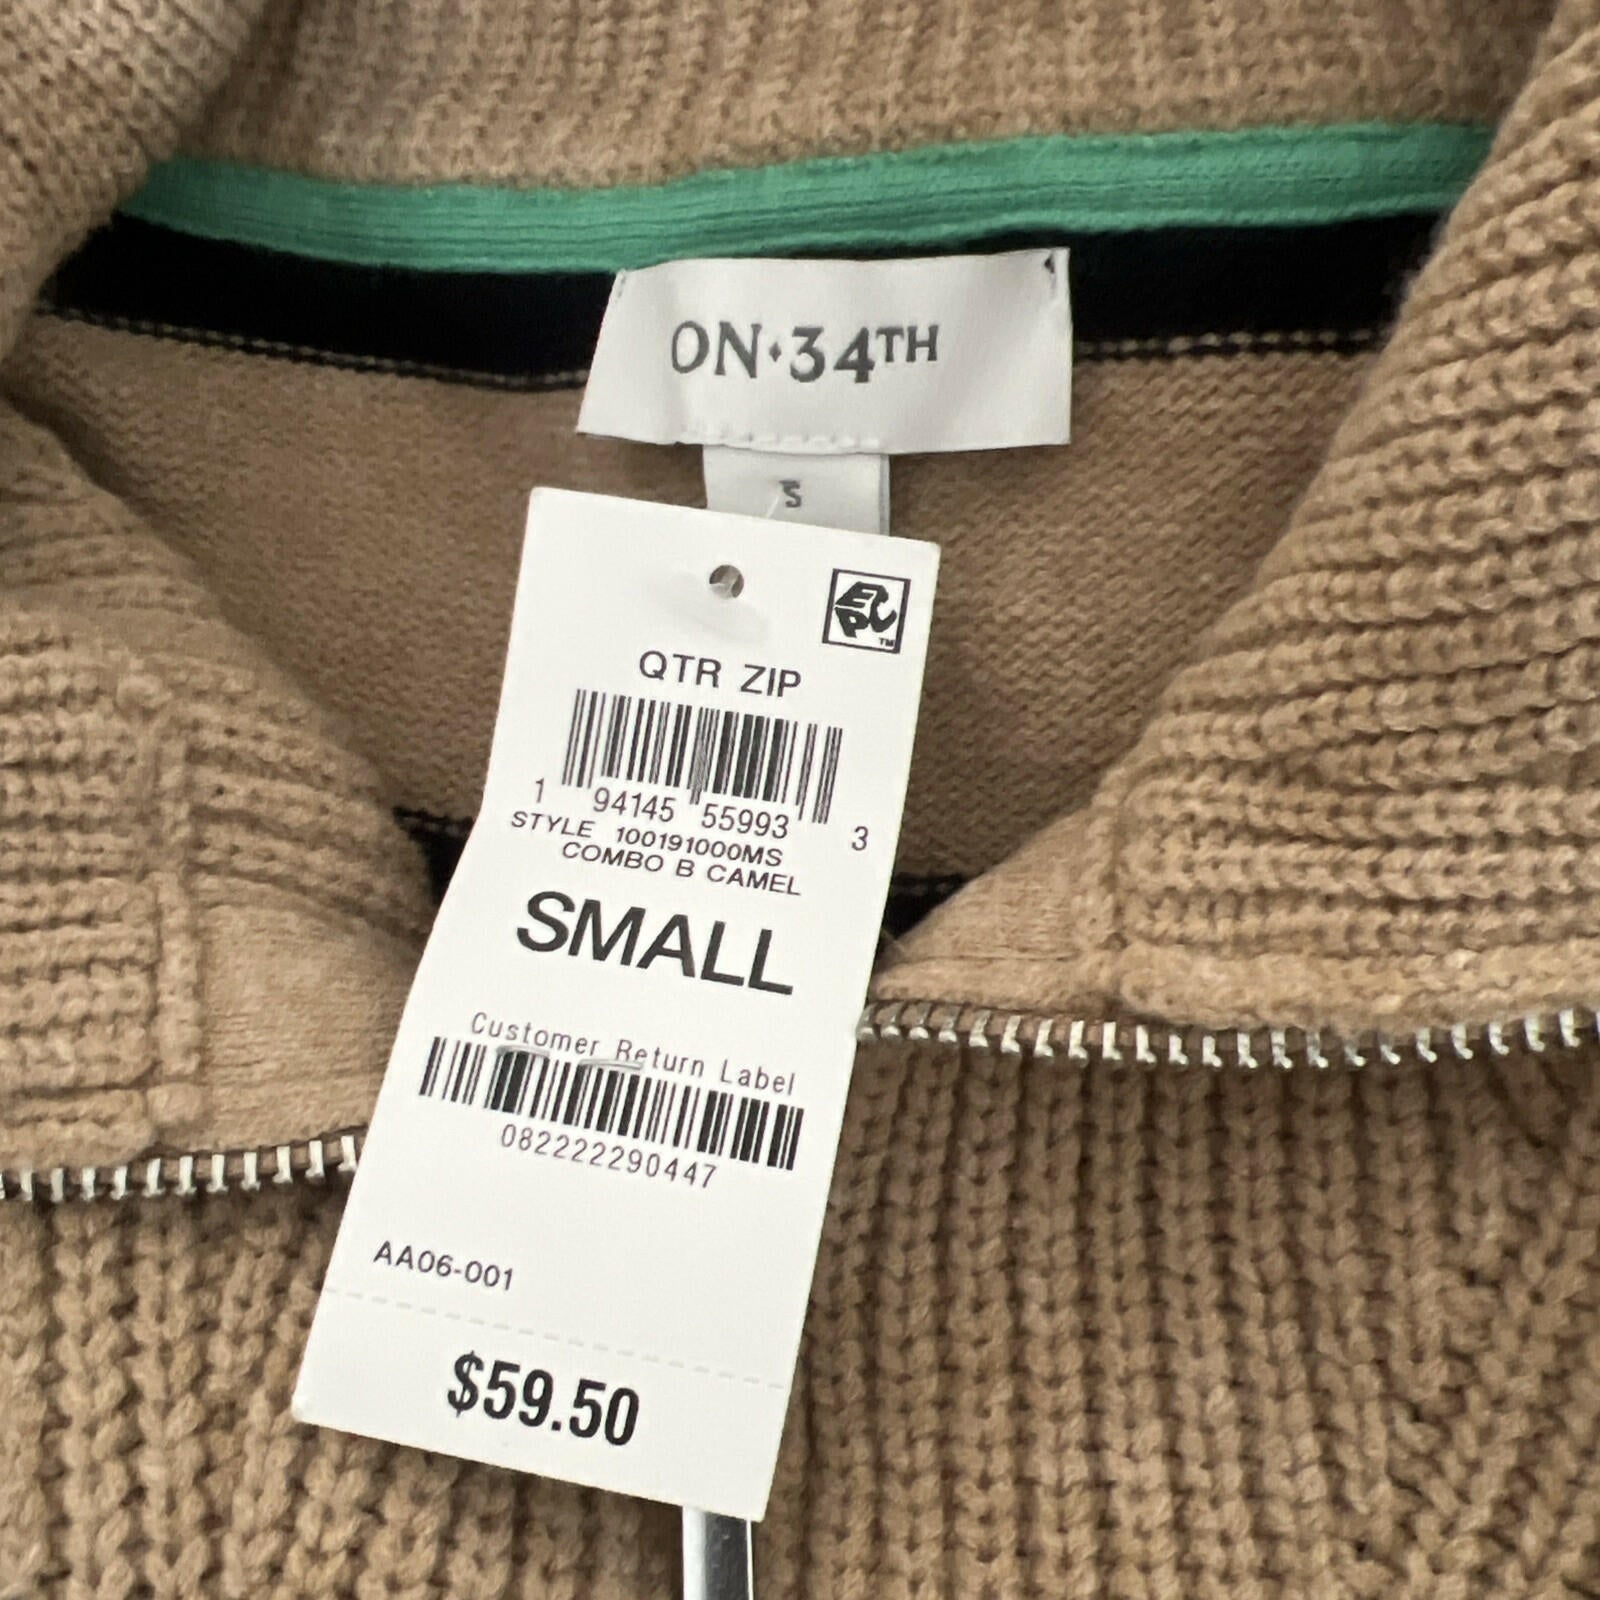 ON·34TH
S
EPC™
QTR ZIP
1 94145 55993 3
STYLE 100191000MS
COMBO B CAMEL
SMALL
Customer Return Label
082222290447
AA06-001
$59.50